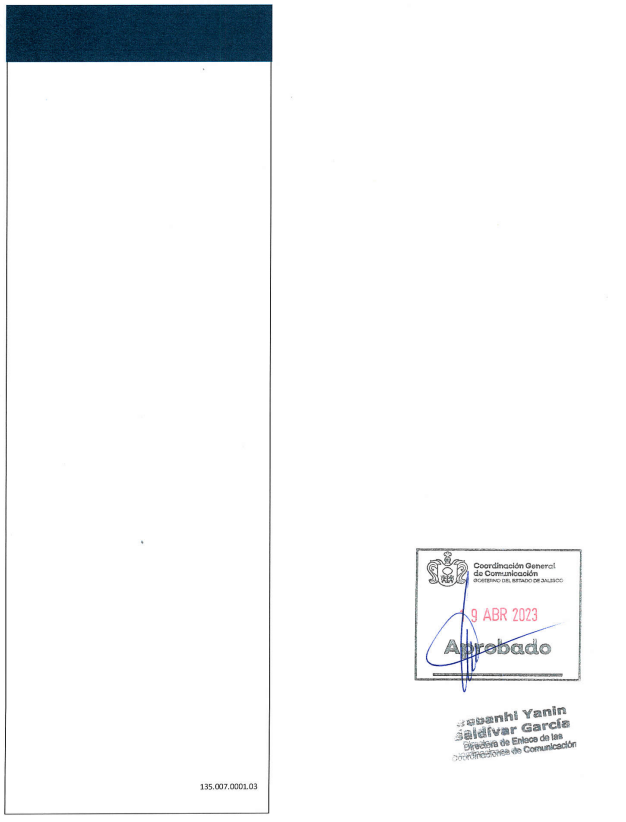 Coordinación General
de Comunicación
GOBIERNO DEL ESTADO DE JALISCO
9 ABR 2023
Aprobado
Yanin
Saldívar García
Directora de Enlace de las
Coordinaciones de Comunicación
135.007.0001.03